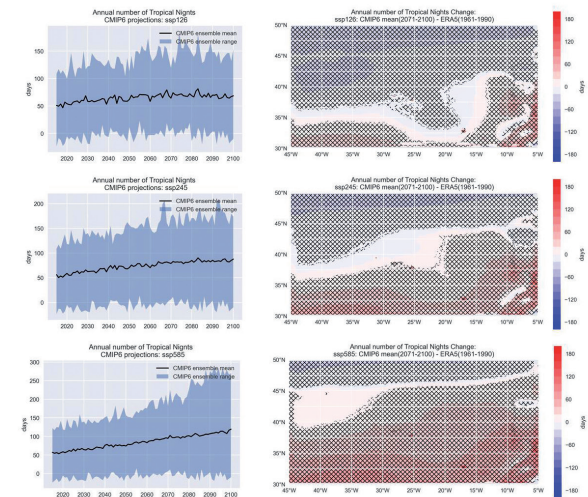 Annual number of Tropical Nignts
CMIP6 projections: ssp126
CMIP6 ensemble mean
CMIP6 ensemble range
days
150
100
50
0
2020 2030 2040 2050 2060 2070 2080 2090 2100
Annual number of Tropical Nights Change:
ssp126: CMIP6 mean(2071-2100) - ERA5(1961-1990)
50°N
45°N
40°N
35°N
30°N
45°W 40°W 35°W 30°W 25°W 20°W 15°W 10°W 5°W
180
120
60
20
0
−20
−60
−120
−180
days
Annual number of Tropical Nignts
CMIP6 projections: ssp245
CMIP6 ensemble mean
CMIP6 ensemble range
days
200
150
100
50
0
2020 2030 2040 2050 2060 2070 2080 2090 2100
Annual number of Tropical Nights Change:
ssp245: CMIP6 mean(2071-2100) - ERA5(1961-1990)
50°N
45°N
40°N
35°N
30°N
45°W 40°W 35°W 30°W 25°W 20°W 15°W 10°W 5°W
180
120
60
20
0
−20
−60
−120
−180
days
Annual number of Tropical Nignts
CMIP6 projections: ssp585
CMIP6 ensemble mean
CMIP6 ensemble range
days
300
250
200
150
100
50
0
2020 2030 2040 2050 2060 2070 2080 2090 2100
Annual number of Tropical Nights Change:
ssp585: CMIP6 mean(2071-2100) - ERA5(1961-1990)
50°N
45°N
40°N
35°N
30°N
45°W 40°W 35°W 30°W 25°W 20°W 15°W 10°W 5°W
180
120
60
20
0
−20
−60
−120
−180
days